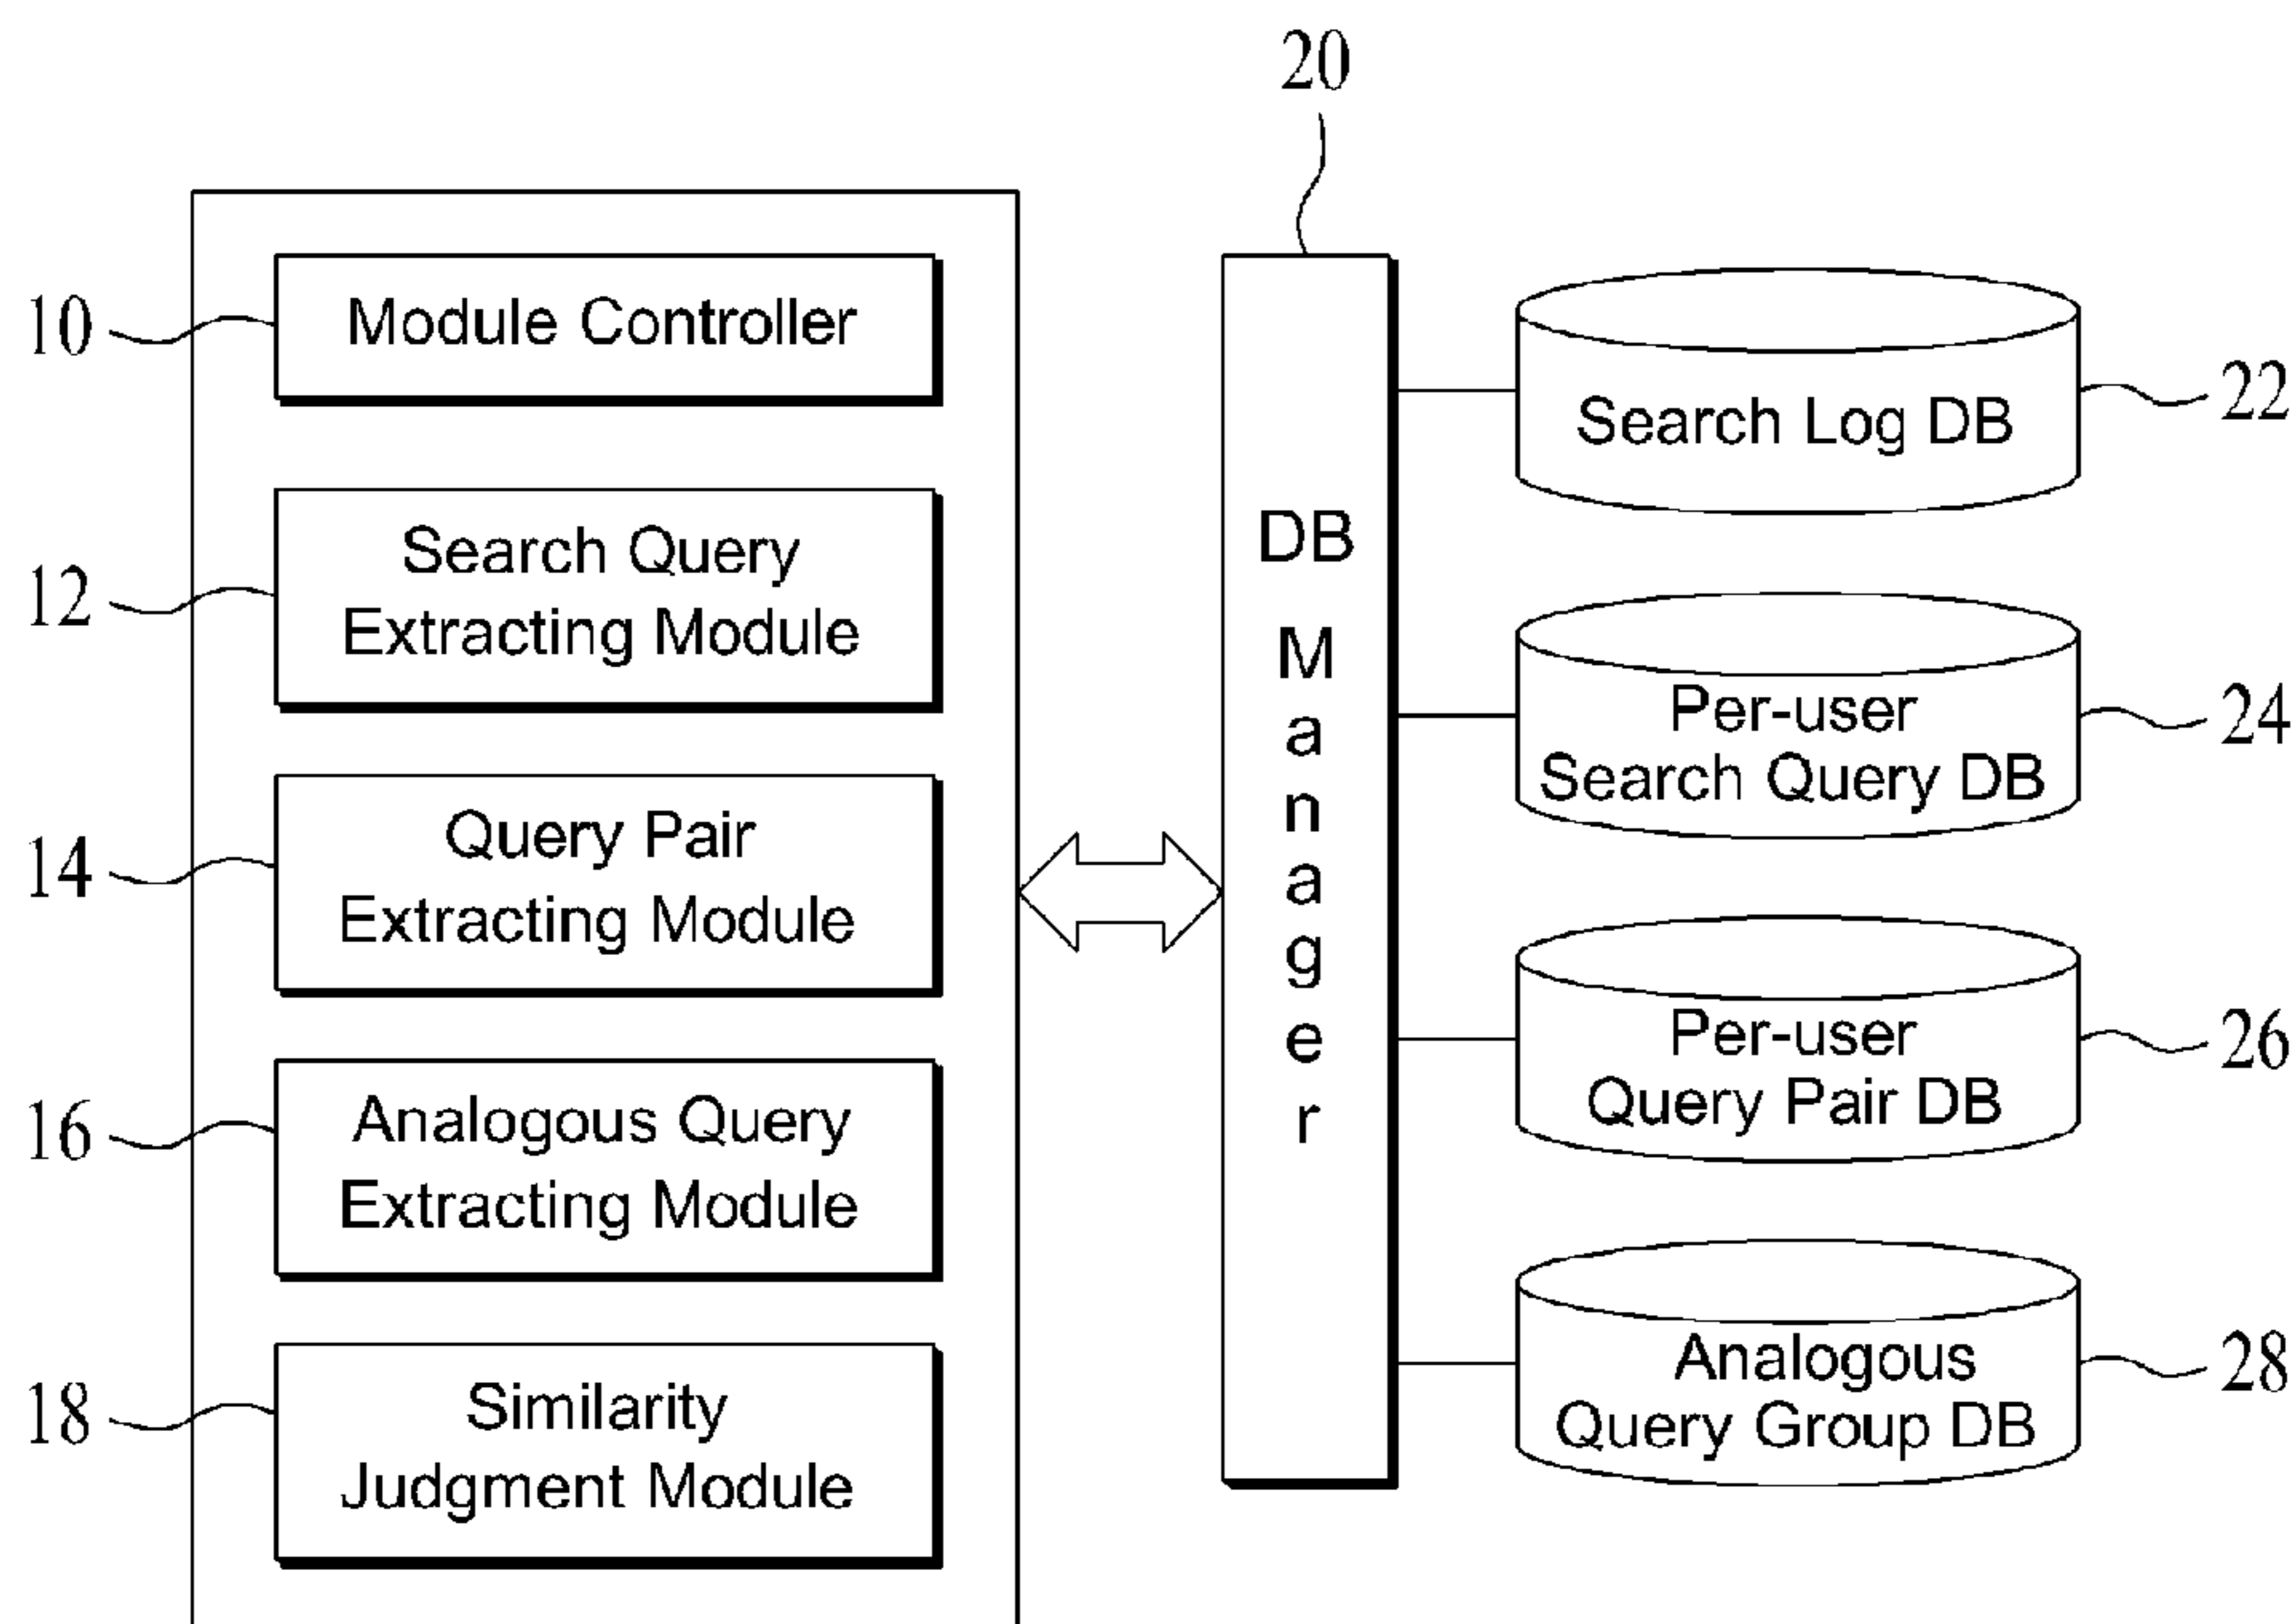 20
10
Module Controller
12
Search Query
Extracting Module
14
Query Pair
Extracting Module
16
Analogous Query
Extracting Module
18
Similarity
Judgment Module
DB
M
a
n
a
g
e
r
Search Log DB
22
Per-user
Search Query DB
24
Per-user
Query Pair DB
26
Analogous
Query Group DB
28